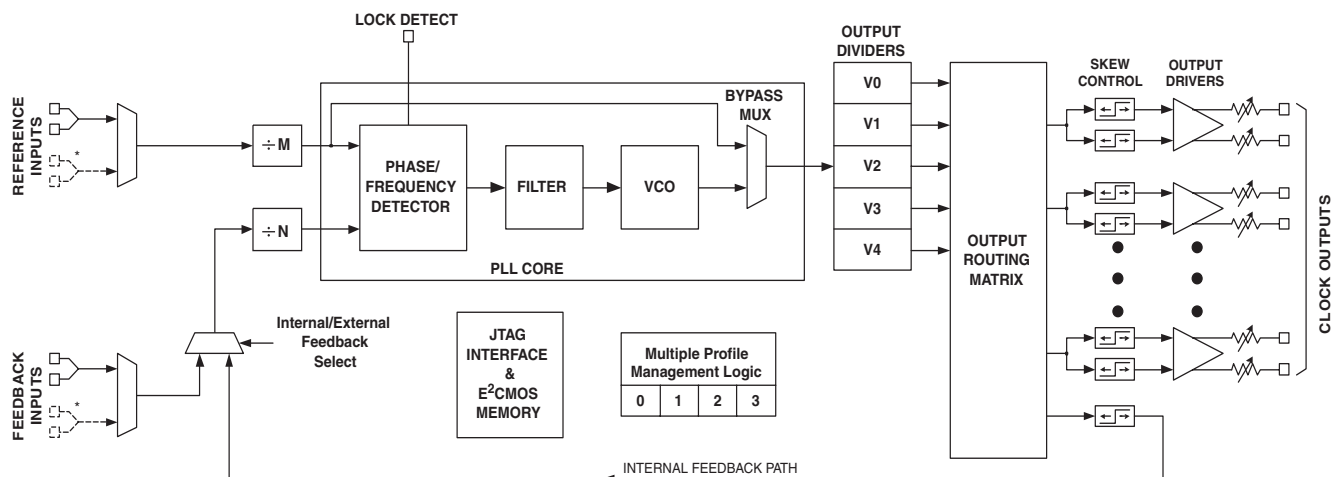 LOCK DETECT
OUTPUT
DIVIDERS
SKEW
CONTROL
OUTPUT
DRIVERS
REFERENCE
INPUTS
*
÷M
÷N
PHASE/
FREQUENCY
DETECTOR
FILTER
VCO
BYPASS
MUX
PLL CORE
V0
V1
V2
V3
V4
OUTPUT
ROUTING
MATRIX
CLOCK OUTPUTS
FEEDBACK
INPUTS
*
Internal/External
Feedback
Select
JTAG
INTERFACE
&
E²CMOS
MEMORY
Multiple Profile
Management Logic
0 1 2 3
INTERNAL FEEDBACK PATH